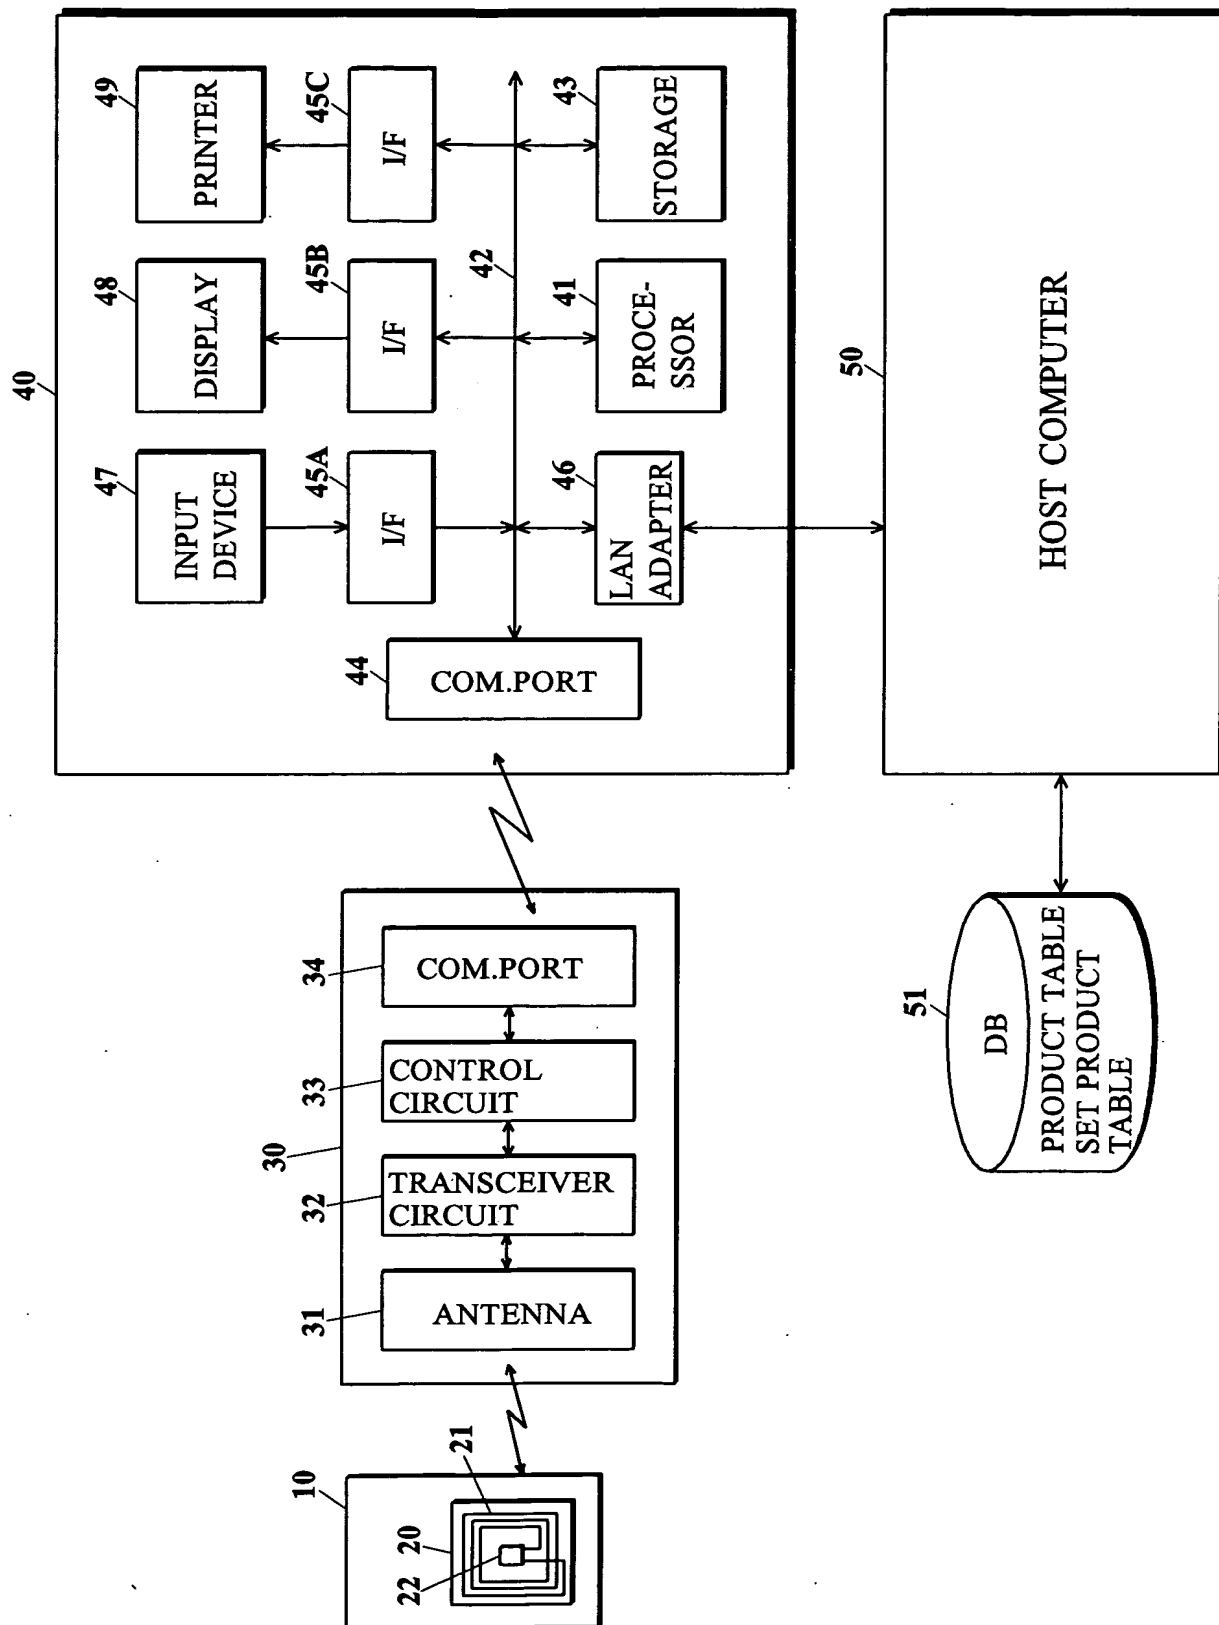 10
20
21
22
30
31
ANTENNA
32
TRANSCEIVER
CIRCUIT
33
CONTROL
CIRCUIT
34
COM.PORT
40
44
COM.PORT
47
INPUT
DEVICE
45A
I/F
46
LAN
ADAPTER
48
DISPLAY
45B
I/F
42
41
PROCE-
SSOR
49
PRINTER
45C
I/F
43
STORAGE
51
DB
PRODUCT TABLE
SET PRODUCT
TABLE
50
HOST COMPUTER